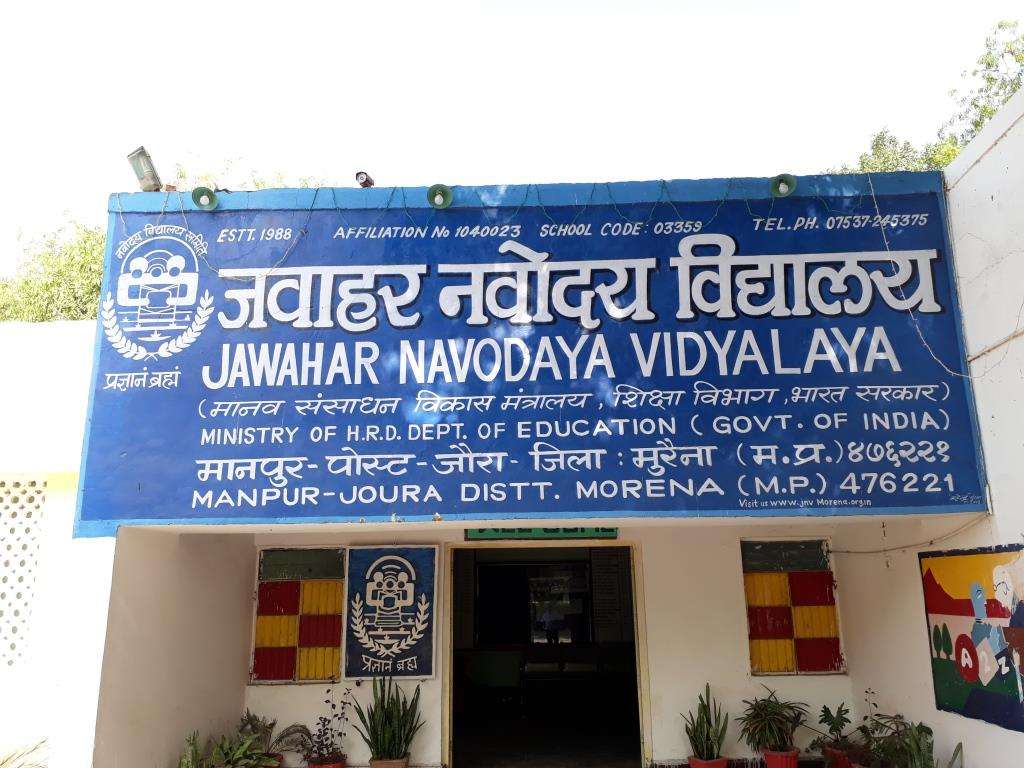 ESTT. 1988 AFFILIATION No 1040023 SCHOOL CODE: 03359 TEL.PH. 07537-245375
नवोदय विद्यालय समिति
जवाहर नवोदय विद्यालय
JAWAHAR NAVODAYA VIDYALAYA
प्रज्ञानं ब्रह्म
(मानव संसाधन विकास मंत्रालय, शिक्षा विभाग, भारत सरकार)
MINISTRY OF H.R.D. DEPT. OF EDUCATION (GOVT. OF INDIA)
मानपुर-पोस्ट-जौरा-जिला : मुरैना (म.प्र.) ४७६२२१
MANPUR-JOURA DISTT. MORENA (M.P.) 476221
Visit us www.jnv Morena.org.in
WELCOME
प्रज्ञानं ब्रह्म
A Z